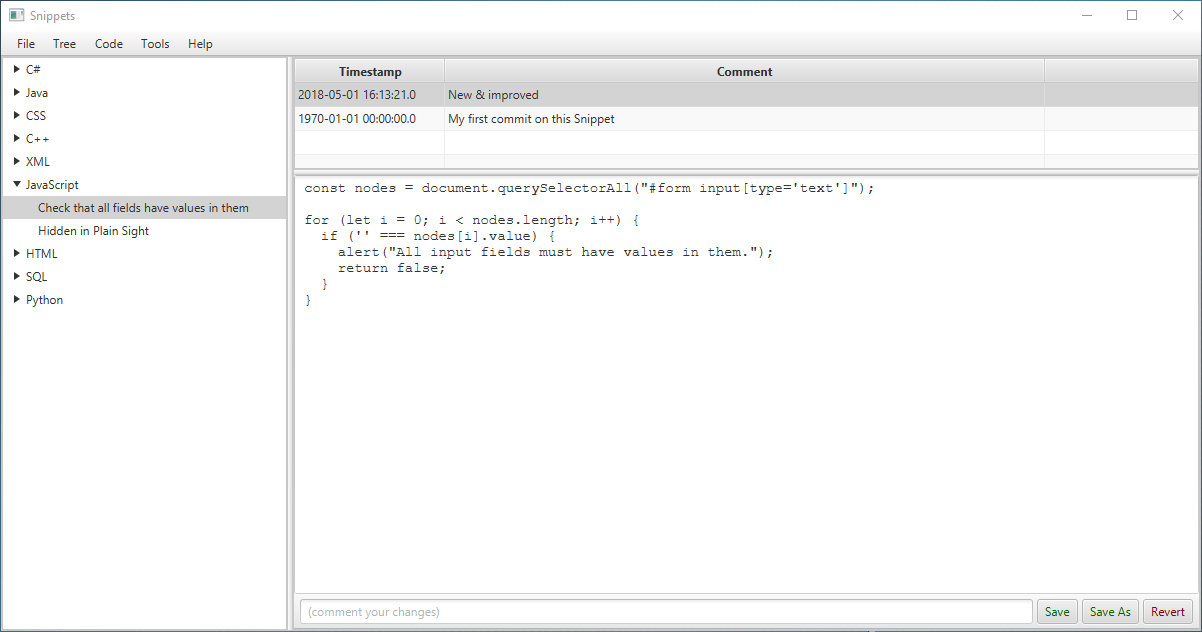 Snippets
File Tree Code Tools Help
C#
Java
CSS
C++
XML
JavaScript
Check that all fields have values in them
Hidden in Plain Sight
HTML
SQL
Python
Timestamp Comment
2018-05-01 16:13:21.0 New & improved
1970-01-01 00:00:00.0 My first commit on this Snippet
const nodes = document.querySelectorAll("#form input[type='text']");
for (let i = 0; i < nodes.length; i++) {
  if ('' === nodes[i].value) {
    alert("All input fields must have values in them.");
    return false;
  }
}
(comment your changes) Save Save As Revert